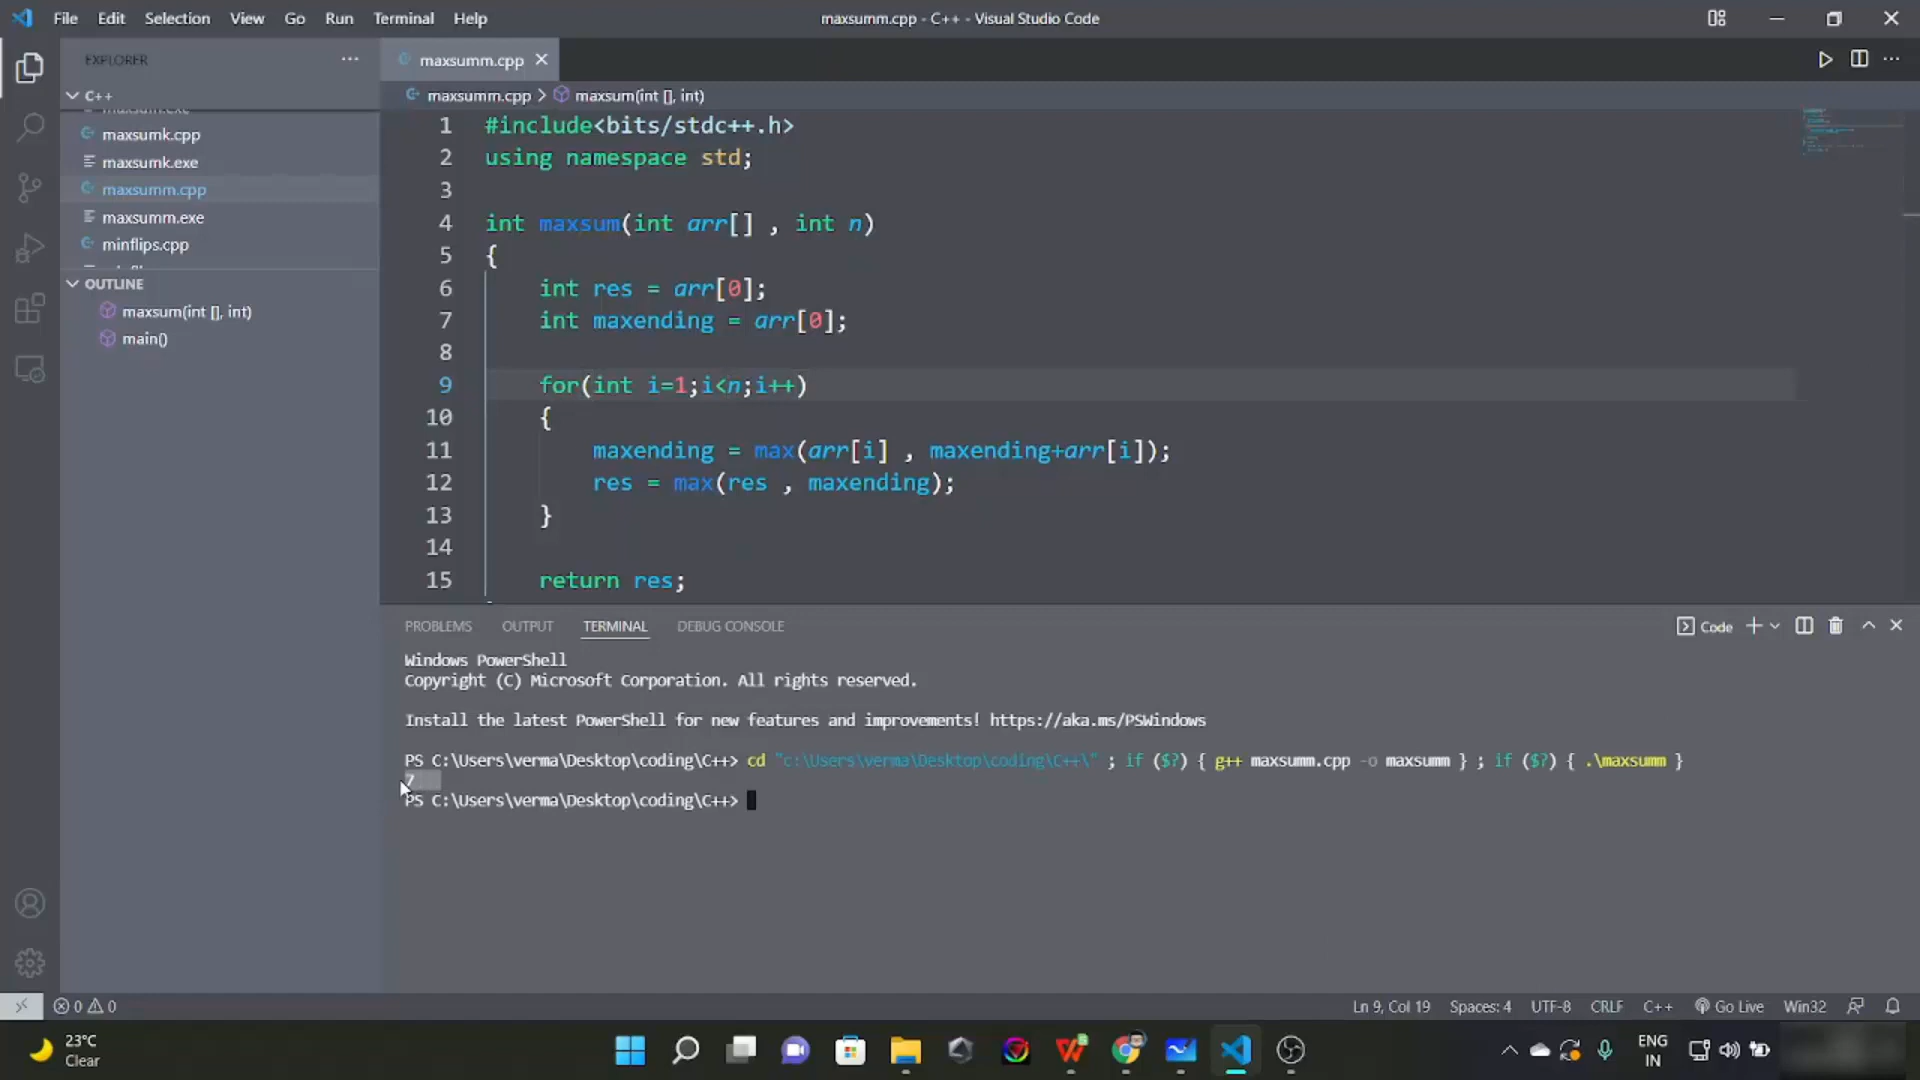 File Edit Selection View Go Run Terminal Help
maxsumm.cpp - C++ - Visual Studio Code
EXPLORER
maxsumm.cpp
C++
maxsumm.cpp > maxsum(int [], int)
maxsumk.cpp
maxsumk.exe
maxsumm.cpp
maxsumm.exe
minflips.cpp
OUTLINE
maxsum(int [], int)
main()
1 #include<bits/stdc++.h>
2 using namespace std;
3
4 int maxsum(int arr[] , int n)
5 {
6 int res = arr[0];
7 int maxending = arr[0];
8
9 for(int i=1;i<n;i++)
10 {
11 maxending = max(arr[i] , maxending+arr[i]);
12 res = max(res , maxending);
13 }
14
15 return res;
PROBLEMS OUTPUT TERMINAL DEBUG CONSOLE
Code
Windows PowerShell
Copyright (C) Microsoft Corporation. All rights reserved.
Install the latest PowerShell for new features and improvements! https://aka.ms/PSWindows
PS C:\Users\verma\Desktop\coding\C++> cd "c:\Users\verma\Desktop\coding\C++\" ; if ($?) { g++ maxsumm.cpp -o maxsumm } ; if ($?) { .\maxsumm }
7
PS C:\Users\verma\Desktop\coding\C++>
0 0
Ln 9, Col 19 Spaces: 4 UTF-8 CRLF C++ Go Live Win32
23°C
Clear
ENG
IN